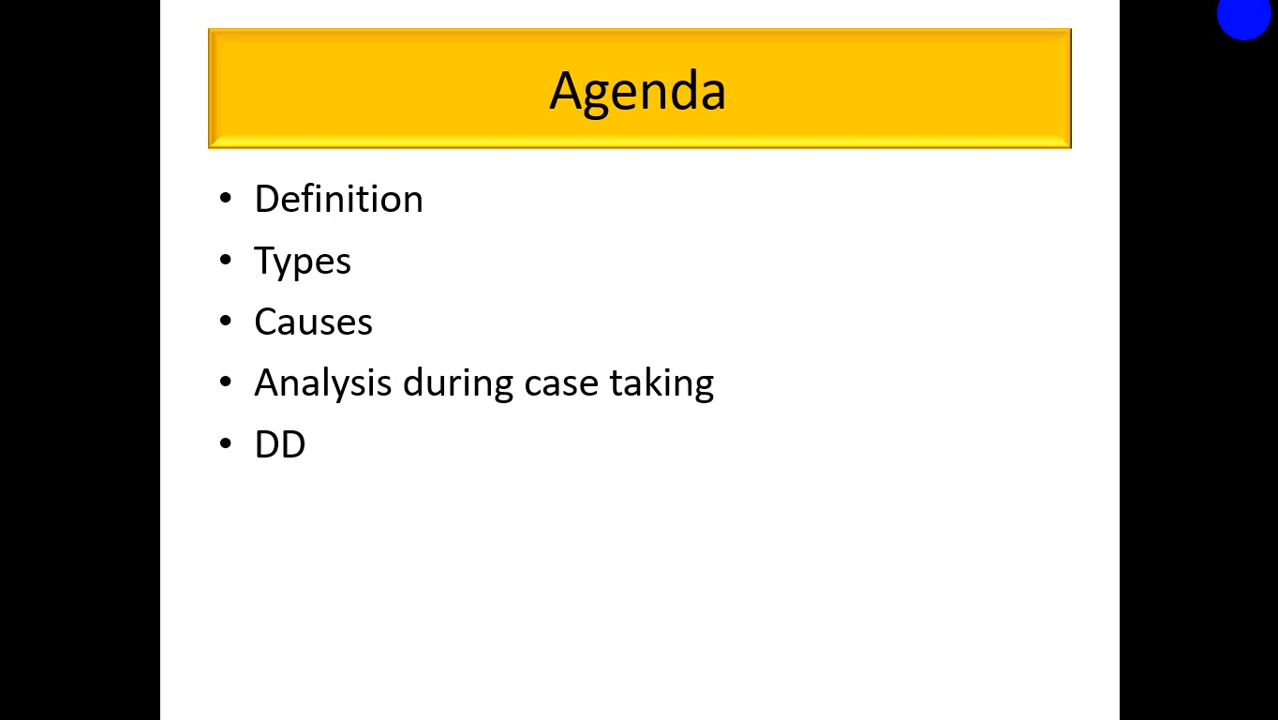 Agenda
• Definition
• Types
• Causes
• Analysis during case taking
• DD